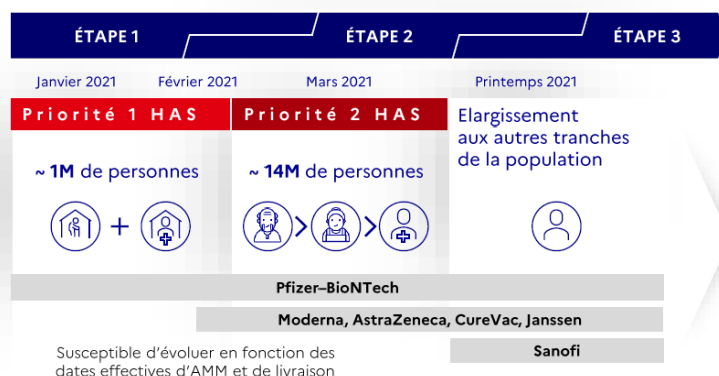 ÉTAPE 1
ÉTAPE 2
ÉTAPE 3
Janvier 2021
Février 2021
Mars 2021
Printemps 2021
Priorité 1 HAS
Priorité 2 HAS
Elargissement
aux autres tranches
de la population
~ 1M de personnes
~ 14M de personnes
Pfizer–BioNTech
Moderna, AstraZeneca, CureVac, Janssen
Sanofi
Susceptible d'évoluer en fonction des
dates effectives d'AMM et de livraison